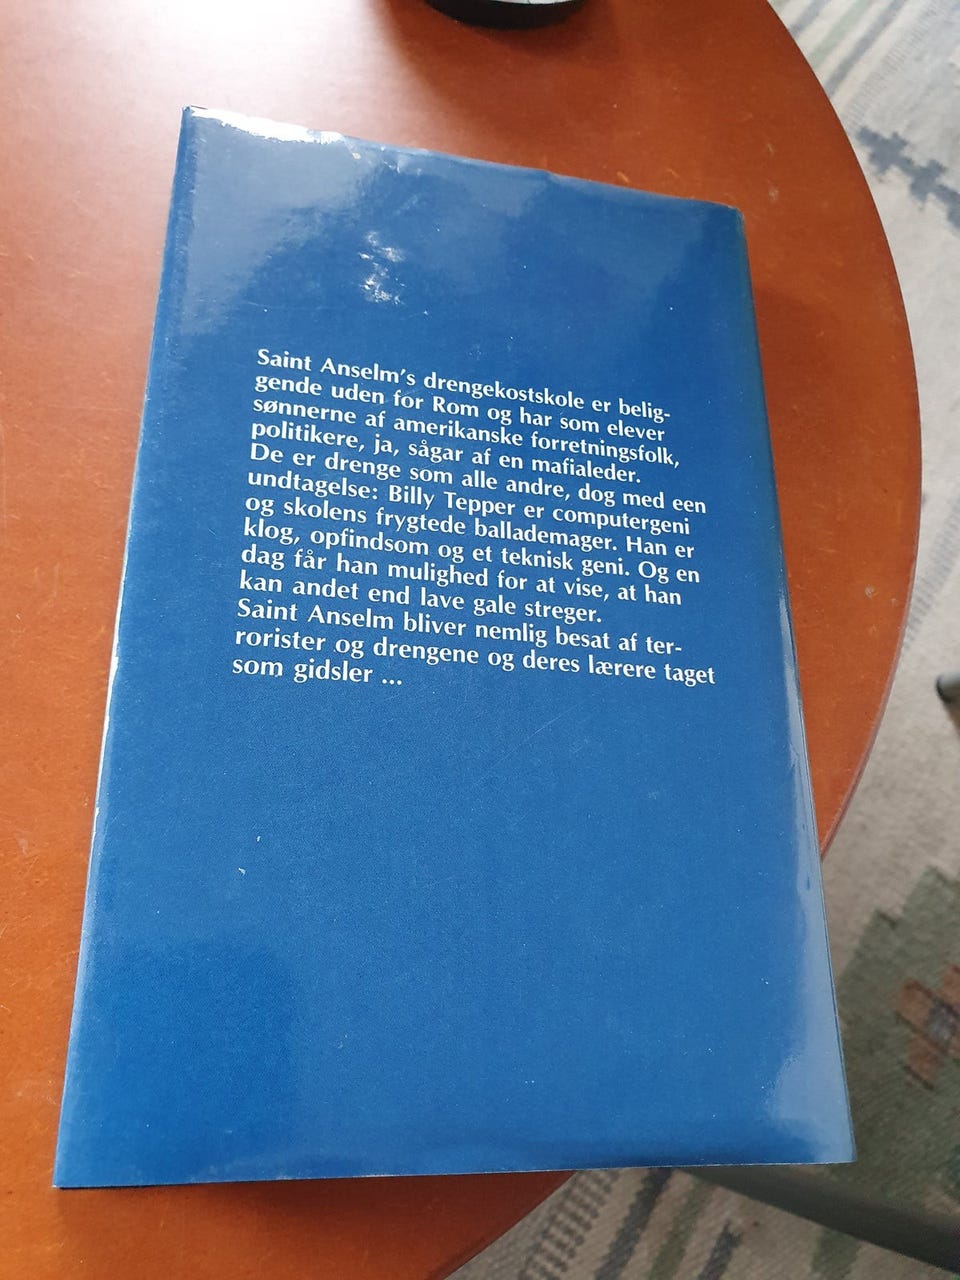 Saint Anselm's drengekostskole er belig-
gende uden for Rom og har som elever
sønnerne af amerikanske forretningsfolk,
politikere, ja, sågar af en mafialeder.
De er drenge som alle andre, dog med een
undtagelse: Billy Tepper er computergeni
og skolens frygtede ballademager. Han er
klog, opfindsom og et teknisk geni. Og en
dag får han mulighed for at vise, at han
kan andet end lave gale streger.
Saint Anselm bliver nemlig besat af ter-
rorister og drengene og deres lærere taget
som gidsler ...